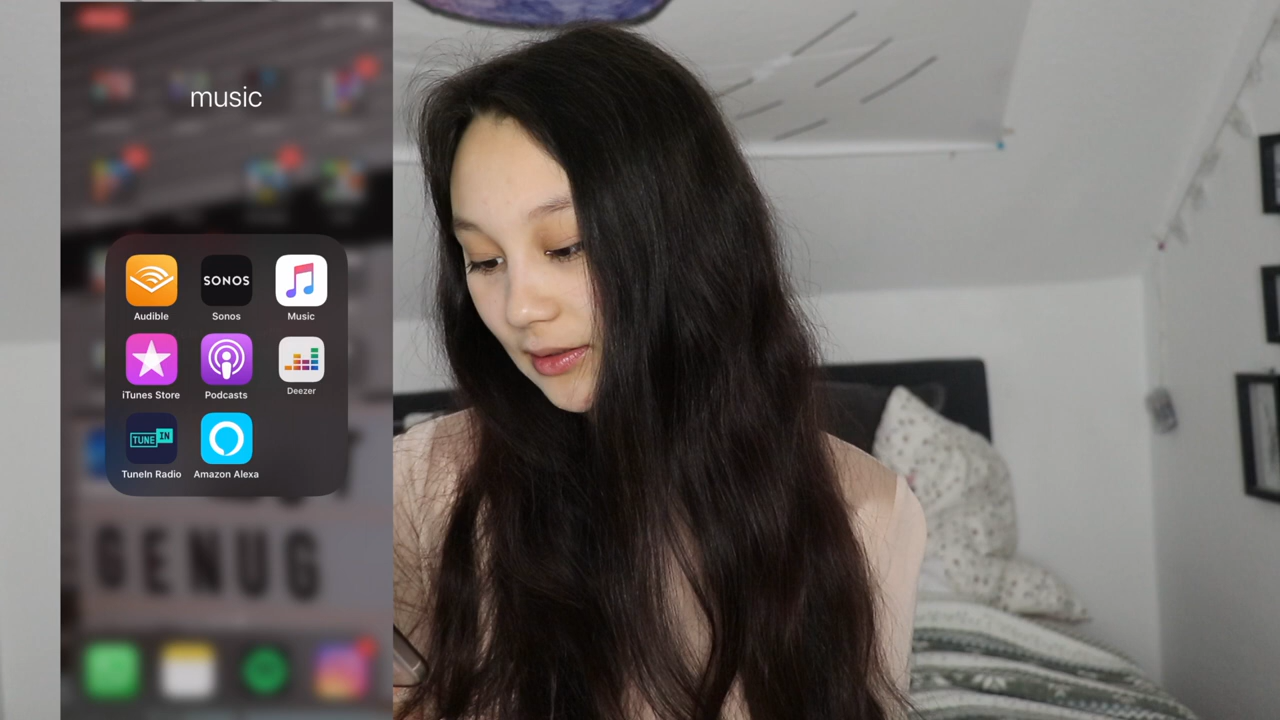 music
SONOS
Audible
Sonos
Music
iTunes Store
Podcasts
Deezer
TUNE IN
TuneIn Radio
Amazon Alexa
GENUG